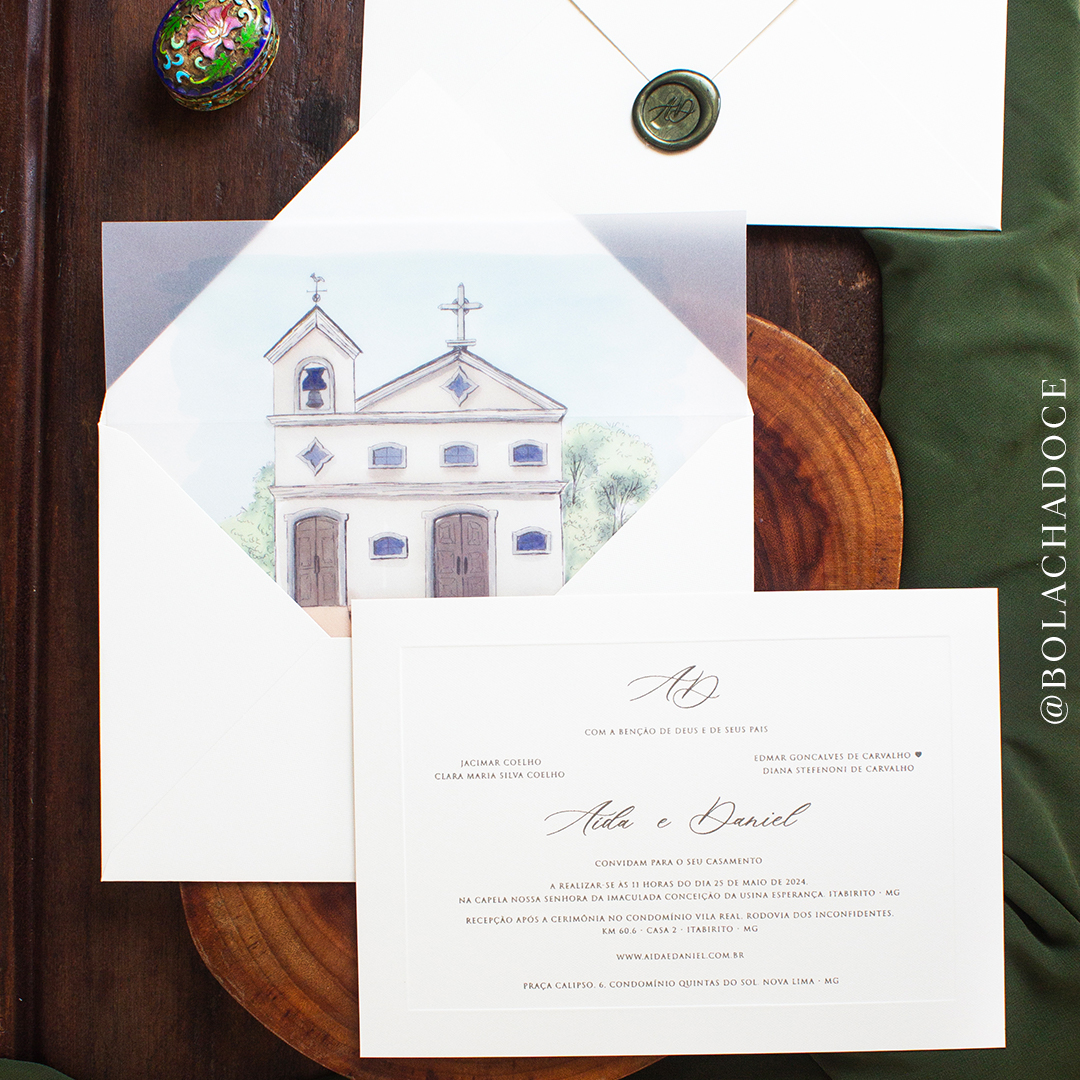 AD
AD
COM A BENÇÃO DE DEUS E DE SEUS PAIS
JACIMAR COELHO
CLARA MARIA SILVA COELHO
EDMAR GONCALVES DE CARVALHO
DIANA STEFENONI DE CARVALHO
Aida e Daniel
CONVIDAM PARA O SEU CASAMENTO
A REALIZAR-SE ÀS 11 HORAS DO DIA 25 DE MAIO DE 2024,
NA CAPELA NOSSA SENHORA DA IMACULADA CONCEIÇÃO DA USINA ESPERANÇA, ITABIRITO • MG
RECEPÇÃO APÓS A CERIMÔNIA NO CONDOMÍNIO VILA REAL, RODOVIA DOS INCONFIDENTES,
KM 60,6 • CASA 2 • ITABIRITO • MG
WWW.AIDAEDANIEL.COM.BR
PRAÇA CALIPSO, 6, CONDOMÍNIO QUINTAS DO SOL, NOVA LIMA • MG
@BOLACHADOCE